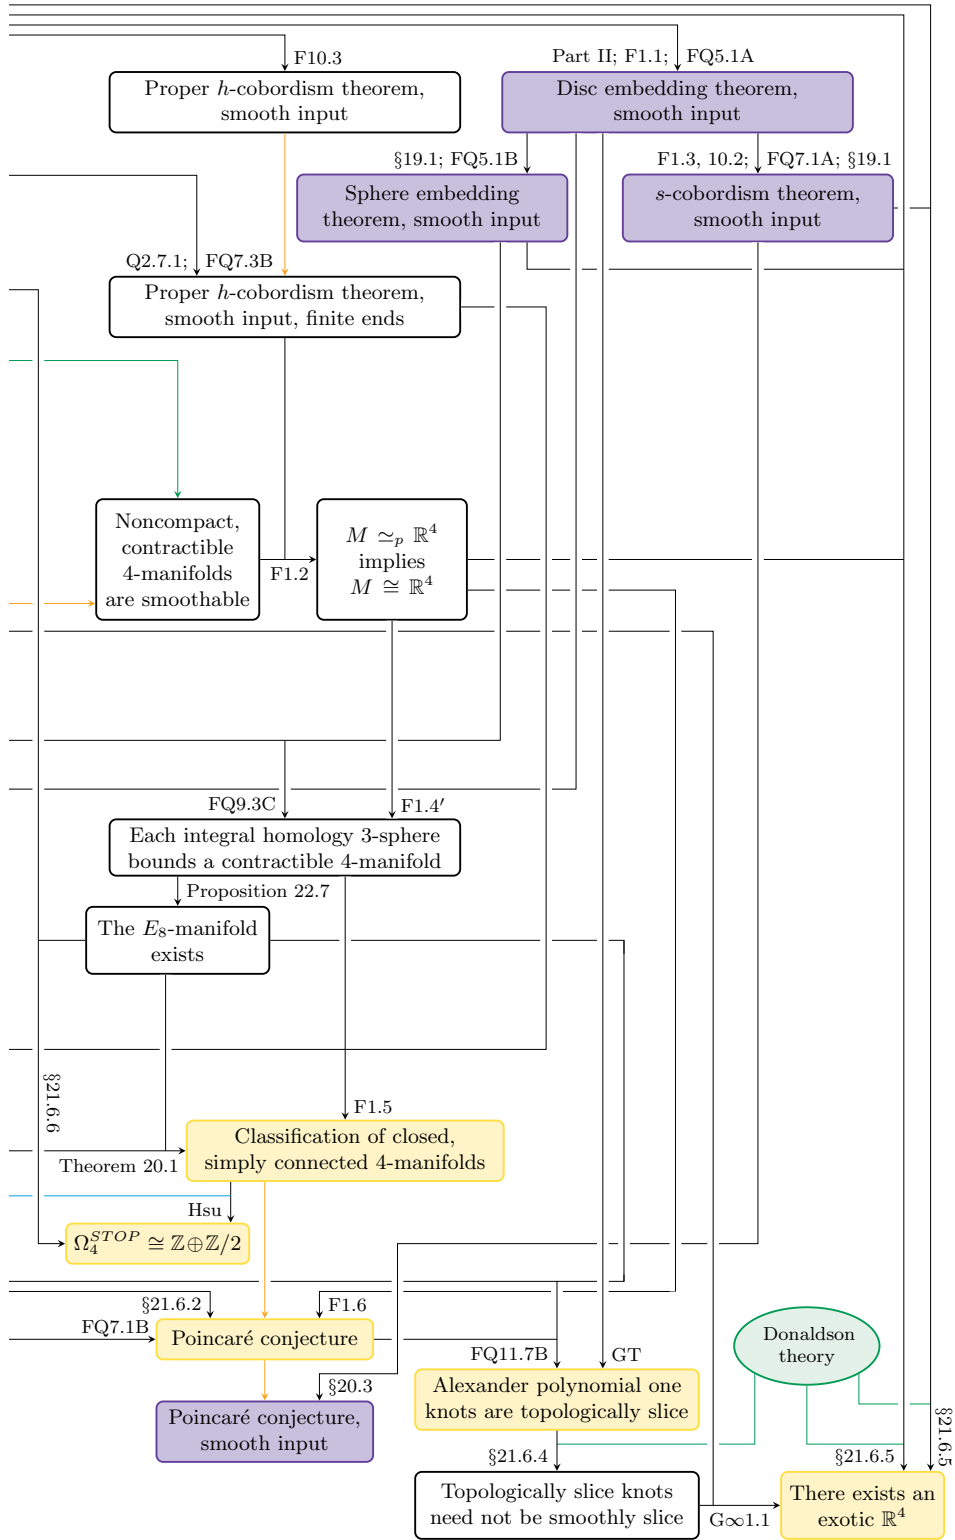 F10.3
Part II; F1.1; FQ5.1A
Proper h-cobordism theorem,
smooth input
Disc embedding theorem,
smooth input
§19.1; FQ5.1B
F1.3, 10.2; FQ7.1A; §19.1
Sphere embedding
theorem, smooth input
s-cobordism theorem,
smooth input
Q2.7.1; FQ7.3B
Proper h-cobordism theorem,
smooth input, finite ends
Noncompact,
contractible
4-manifolds
are smoothable
F1.2
M ≃ₚ ℝ⁴
implies
M ≅ ℝ⁴
FQ9.3C
F1.4′
Each integral homology 3-sphere
bounds a contractible 4-manifold
Proposition 22.7
The E₈-manifold
exists
§21.6.6
F1.5
Classification of closed,
simply connected 4-manifolds
Theorem 20.1
Hsu
Ω₄^{STOP} ≅ ℤ⊕ℤ/2
§21.6.2
F1.6
FQ7.1B
Poincaré conjecture
§20.3
Poincaré conjecture,
smooth input
FQ11.7B
GT
Alexander polynomial one
knots are topologically slice
Donaldson
theory
§21.6.4
§21.6.5
§21.6.5
Topologically slice knots
need not be smoothly slice
G∞1.1
There exists an
exotic ℝ⁴